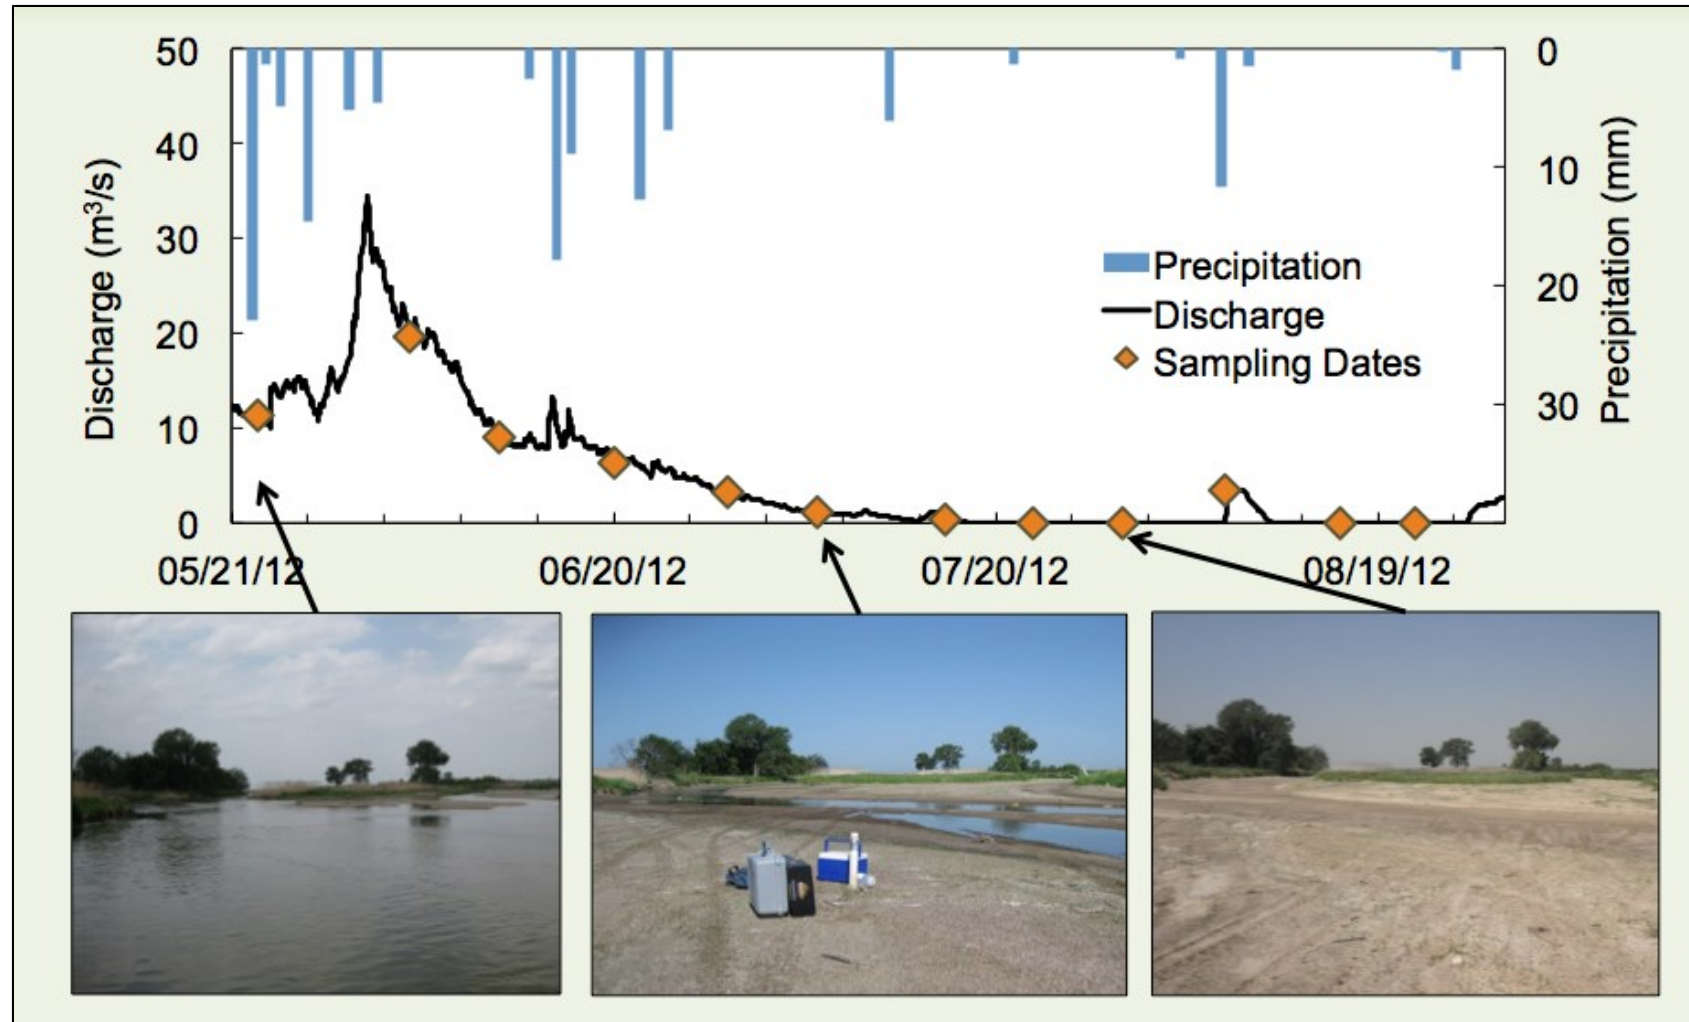 50
40
30
20
10
0
Discharge (m³/s)
0
10
20
30
Precipitation (mm)
Precipitation
Discharge
Sampling Dates
05/21/12
06/20/12
07/20/12
08/19/12